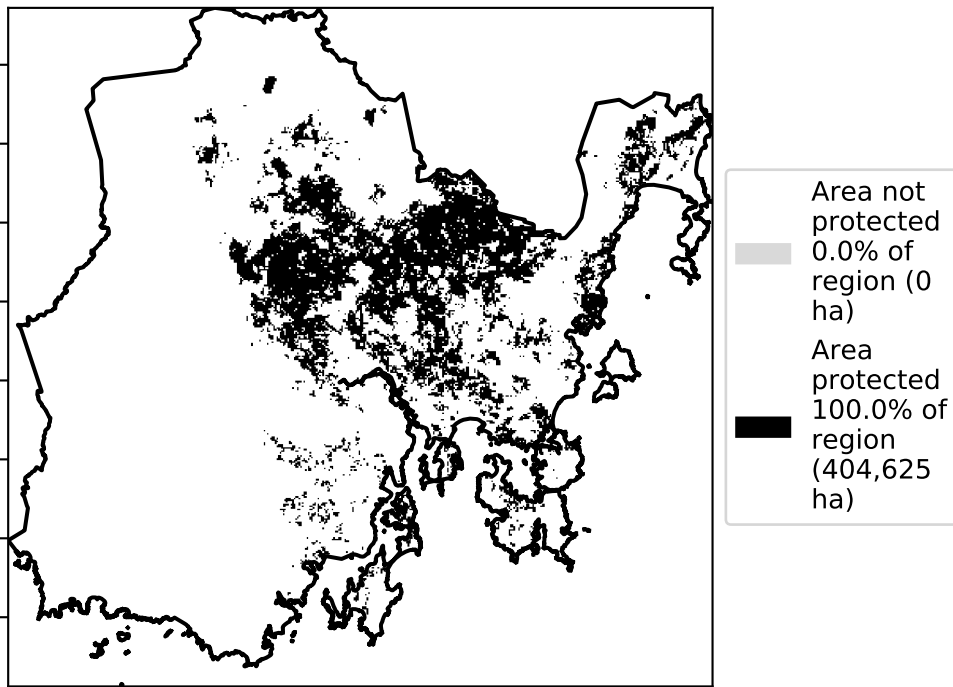 Area not
protected
0.0% of
region (0
ha)
Area
protected
100.0% of
region
(404,625
ha)